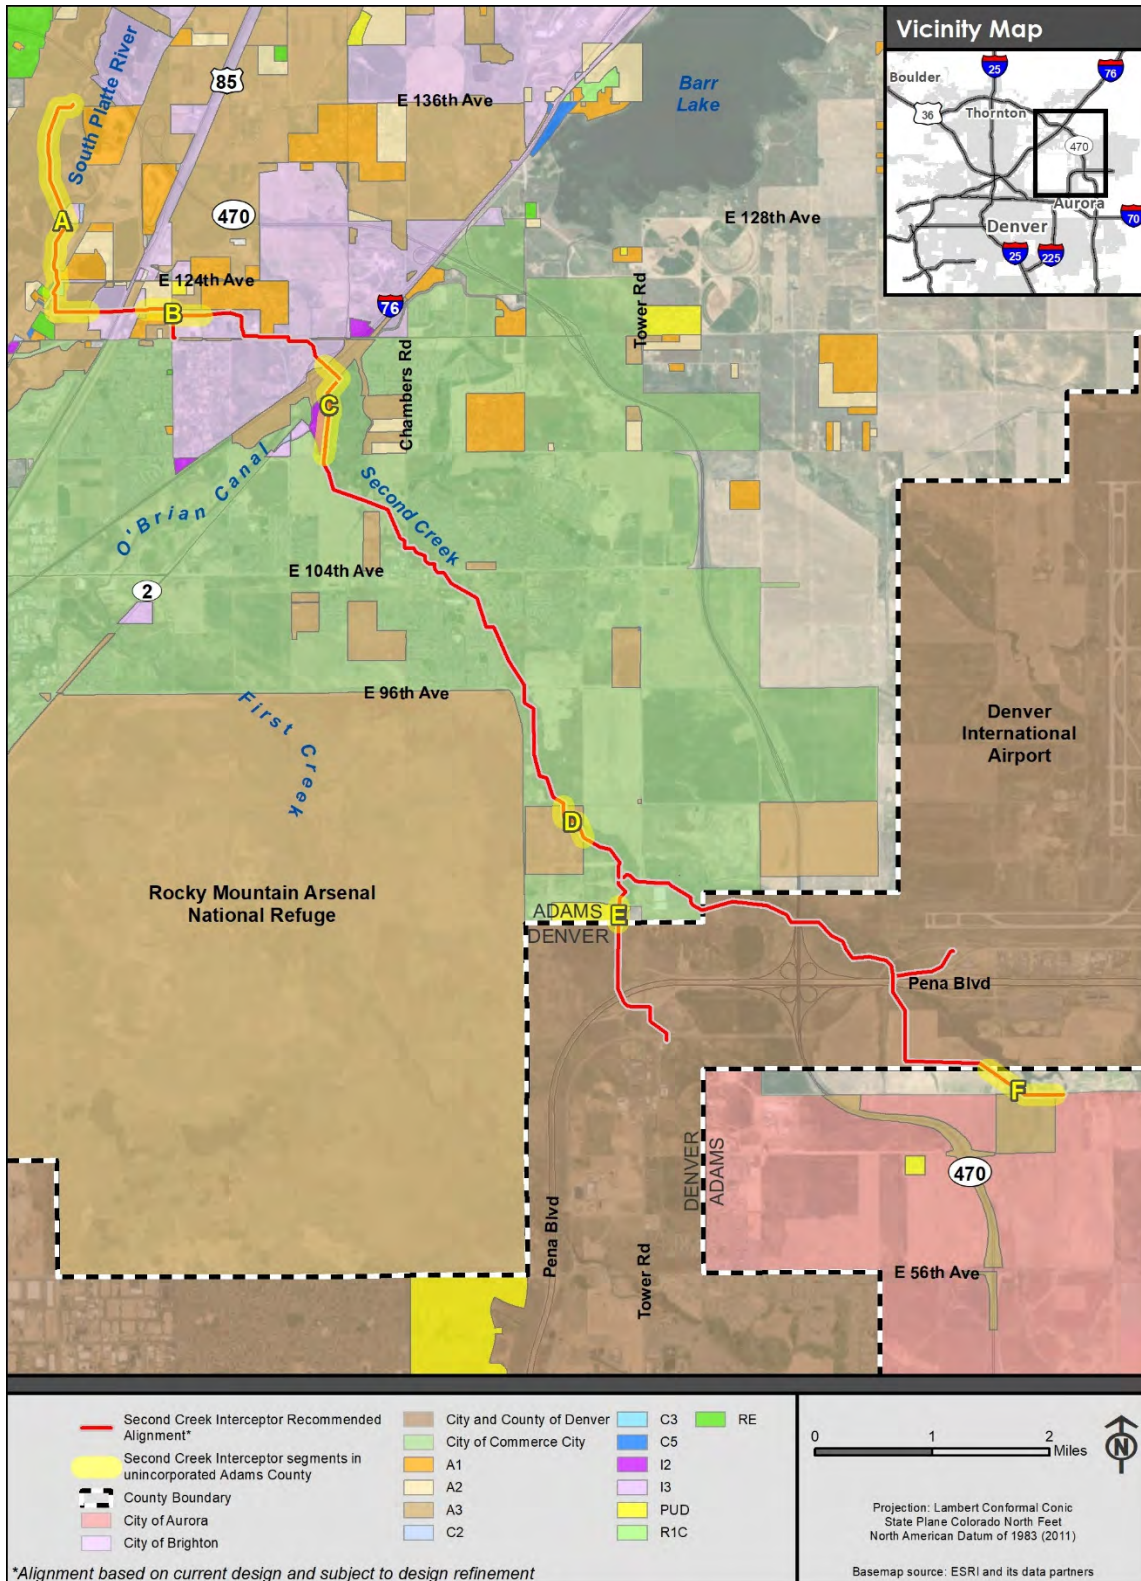 Vicinity Map
25
76
Boulder
36
Thornton
470
Aurora
70
Denver
25
225
South Platte River
85
E 136th Ave
Barr
Lake
A
470
E 128th Ave
E 124th Ave
B
76
Tower Rd
Chambers Rd
C
O'Brian Canal
Second Creek
E 104th Ave
2
E 96th Ave
First Creek
Denver
International
Airport
D
Rocky Mountain Arsenal
National Refuge
ADAMS
DENVER
E
Pena Blvd
F
DENVER
ADAMS
470
Pena Blvd
Tower Rd
E 56th Ave
Second Creek Interceptor Recommended
Alignment*
Second Creek Interceptor segments in
unincorporated Adams County
County Boundary
City of Aurora
City of Brighton
City and County of Denver
City of Commerce City
A1
A2
A3
C2
C3
C5
I2
I3
PUD
R1C
RE
0 1 2
Miles
N
Projection: Lambert Conformal Conic
State Plane Colorado North Feet
North American Datum of 1983 (2011)
Basemap source: ESRI and its data partners
*Alignment based on current design and subject to design refinement